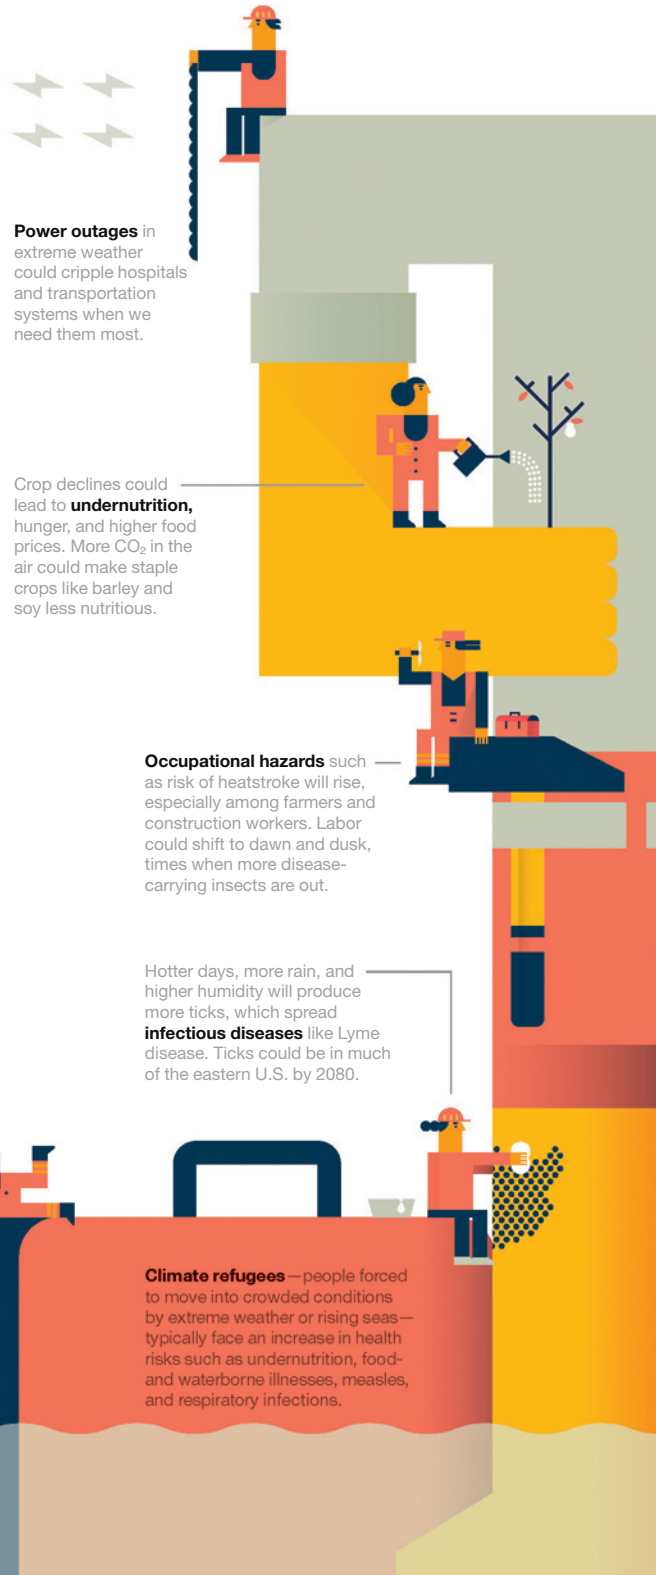 Power outages in
extreme weather
could cripple hospitals
and transportation
systems when we
need them most.
Crop declines could
lead to undernutrition,
hunger, and higher food
prices. More CO₂ in the
air could make staple
crops like barley and
soy less nutritious.
Occupational hazards such
as risk of heatstroke will rise,
especially among farmers and
construction workers. Labor
could shift to dawn and dusk,
times when more disease-
carrying insects are out.
Hotter days, more rain, and
higher humidity will produce
more ticks, which spread
infectious diseases like Lyme
disease. Ticks could be in much
of the eastern U.S. by 2080.
Climate refugees—people forced
to move into crowded conditions
by extreme weather or rising seas—
typically face an increase in health
risks such as undernutrition, food-
and waterborne illnesses, measles,
and respiratory infections.